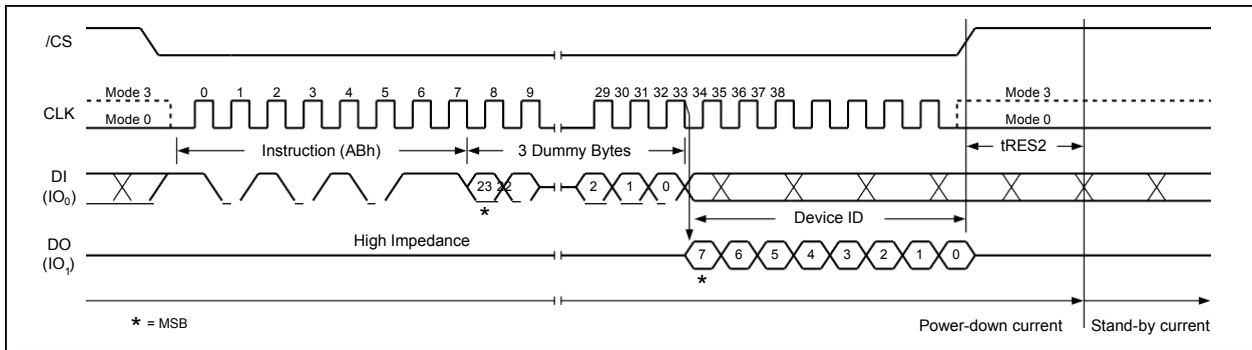 /CS
CLK
Mode 3
Mode 0
0 1 2 3 4 5 6 7 8 9
29 30 31 32 33 34 35 36 37 38
Mode 3
Mode 0
Instruction (ABh)
3 Dummy Bytes
tRES2
DI
(IO0)
23 22
2 1 0
*
Device ID
DO
(IO1)
High Impedance
7 6 5 4 3 2 1 0
*
* = MSB
Power-down current
Stand-by current